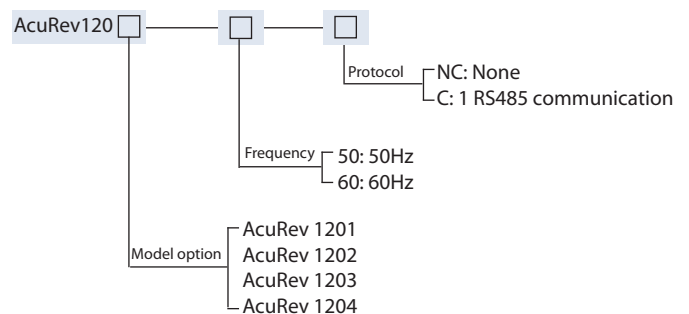 AcuRev120
Protocol
NC: None
C: 1 RS485 communication
Frequency
50: 50Hz
60: 60Hz
Model option
AcuRev 1201
AcuRev 1202
AcuRev 1203
AcuRev 1204